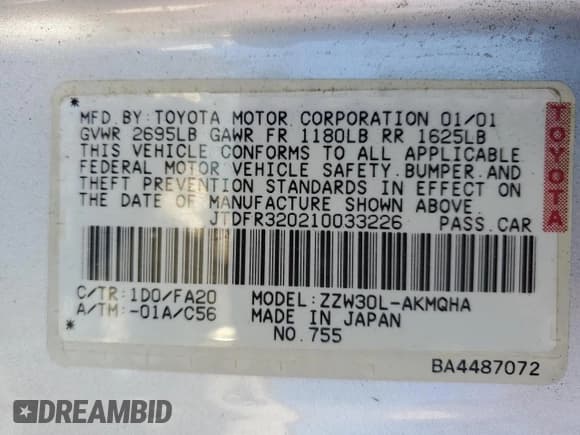 MFD. BY: TOYOTA MOTOR CORPORATION 01/01
GVWR 2695LB GAWR FR 1180LB RR 1625LB
THIS VEHICLE CONFORMS TO ALL APPLICABLE
FEDERAL MOTOR VEHICLE SAFETY, BUMPER, AND
THEFT PREVENTION STANDARDS IN EFFECT ON
THE DATE OF MANUFACTURE SHOWN ABOVE.
JTDFR320210033226 PASS. CAR
C/TR: 1D0/FA20 MODEL: ZZW30L-AKMQHA
A/TM: -01A/C56 MADE IN JAPAN
NO. 755
BA4487072
TOYOTA
DREAMBID